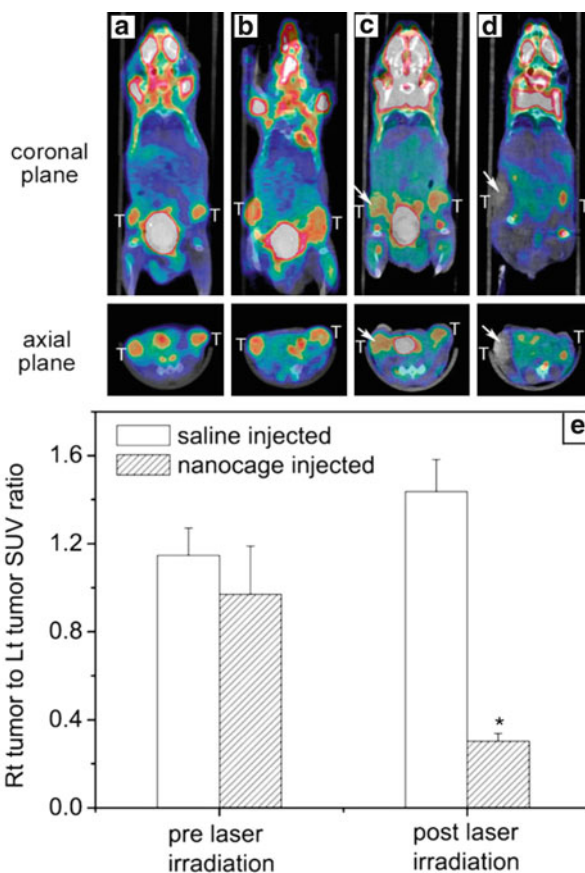 a
b
c
d
coronal
plane
T
T
T
T
T
T
T
T
axial
plane
T
T
T
T
T
T
T
T
e
saline injected
nanocage injected
Rt tumor to Lt tumor SUV ratio
1.6
1.2
0.8
0.4
0.0
*
pre laser
irradiation
post laser
irradiation